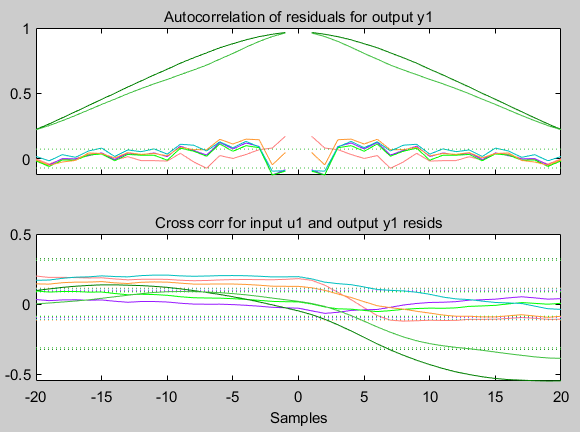 Autocorrelation of residuals for output y1
1
0.5
0
Cross corr for input u1 and output y1 resids
0.5
0
-0.5
-20 -15 -10 -5 0 5 10 15 20
Samples